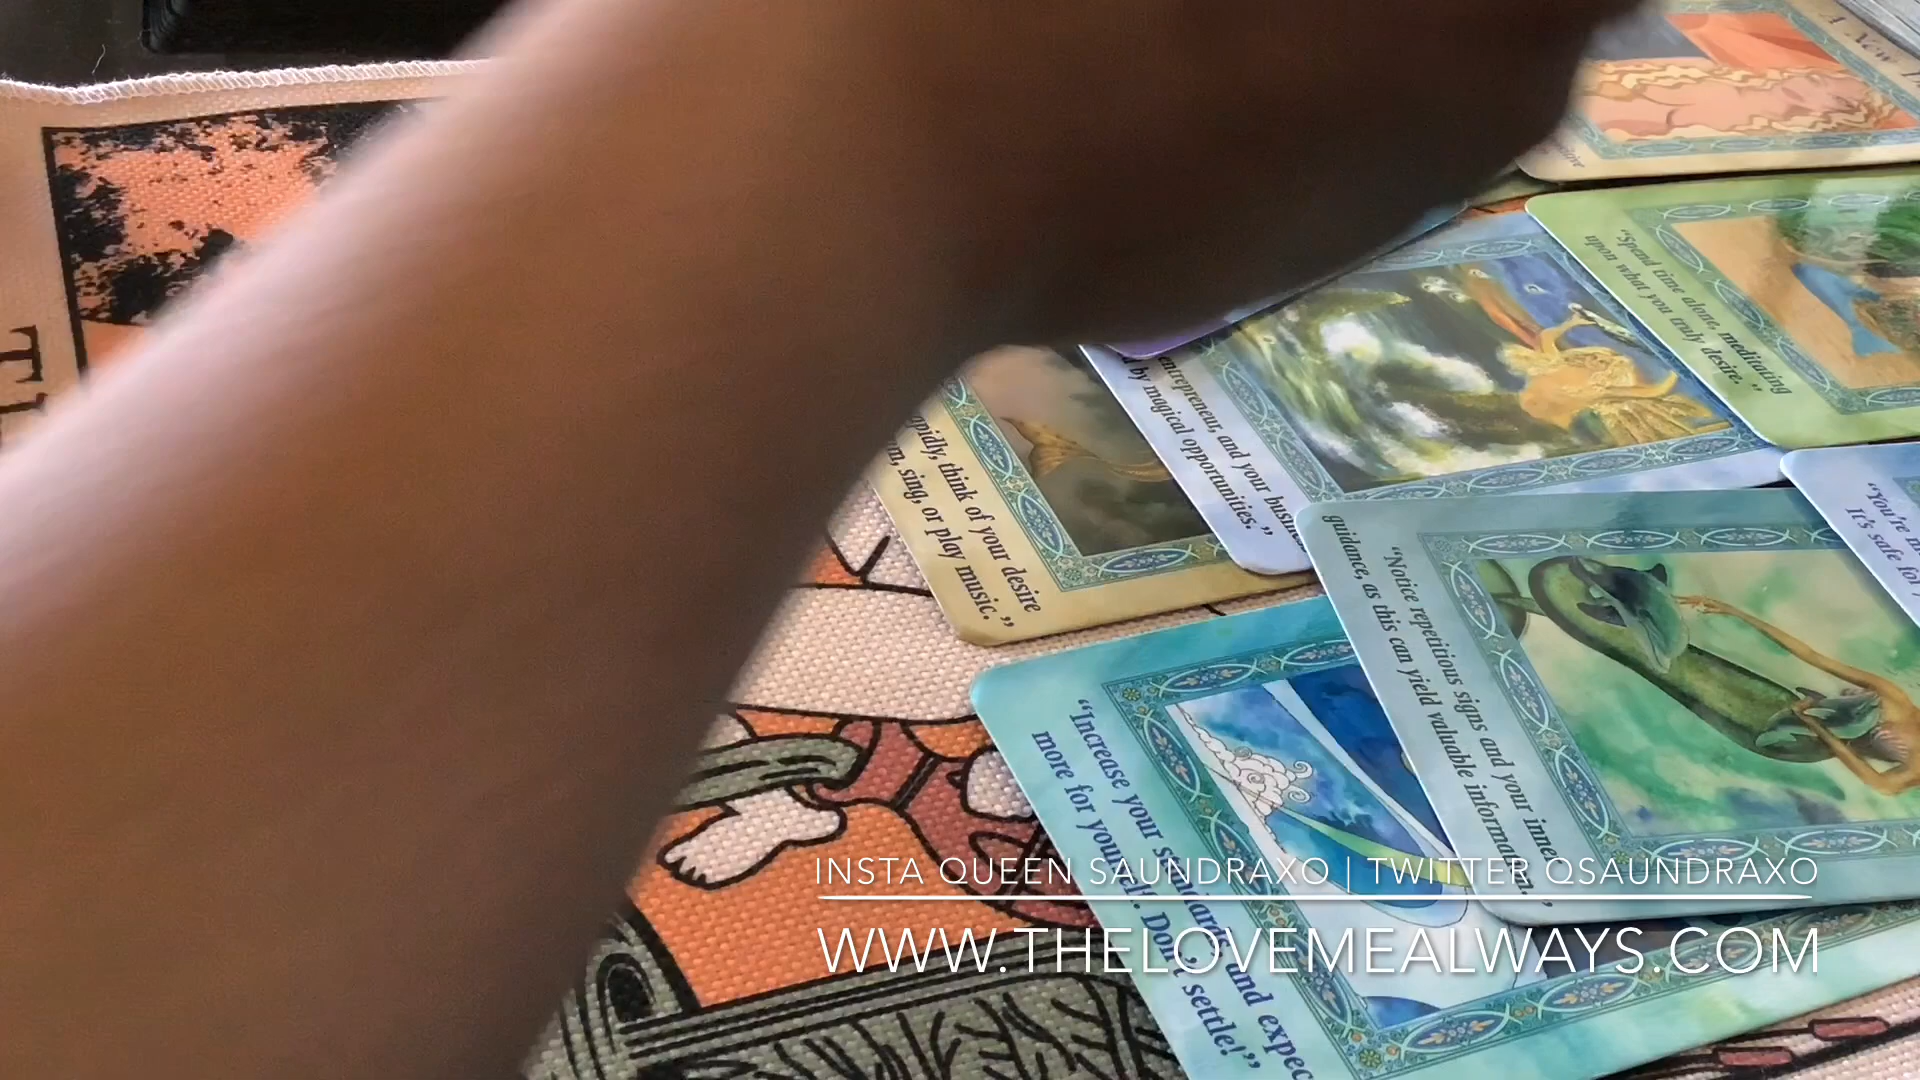 A New
"Spend time alone, meditating
upon what you truly desire."
entrepreneur, and your
by magical opportunities."
think of your desire
sing, or play music."
"You're
It's safe for
"Notice repetitious signs and your inner
guidance, as this can yield valuable information."
"Increase your standards and expect
more for yourself. Don't settle!"
INSTA QUEEN SAUNDRAXO | TWITTER QSAUNDRAXO
WWW.THELOVEMEALWAYS.COM